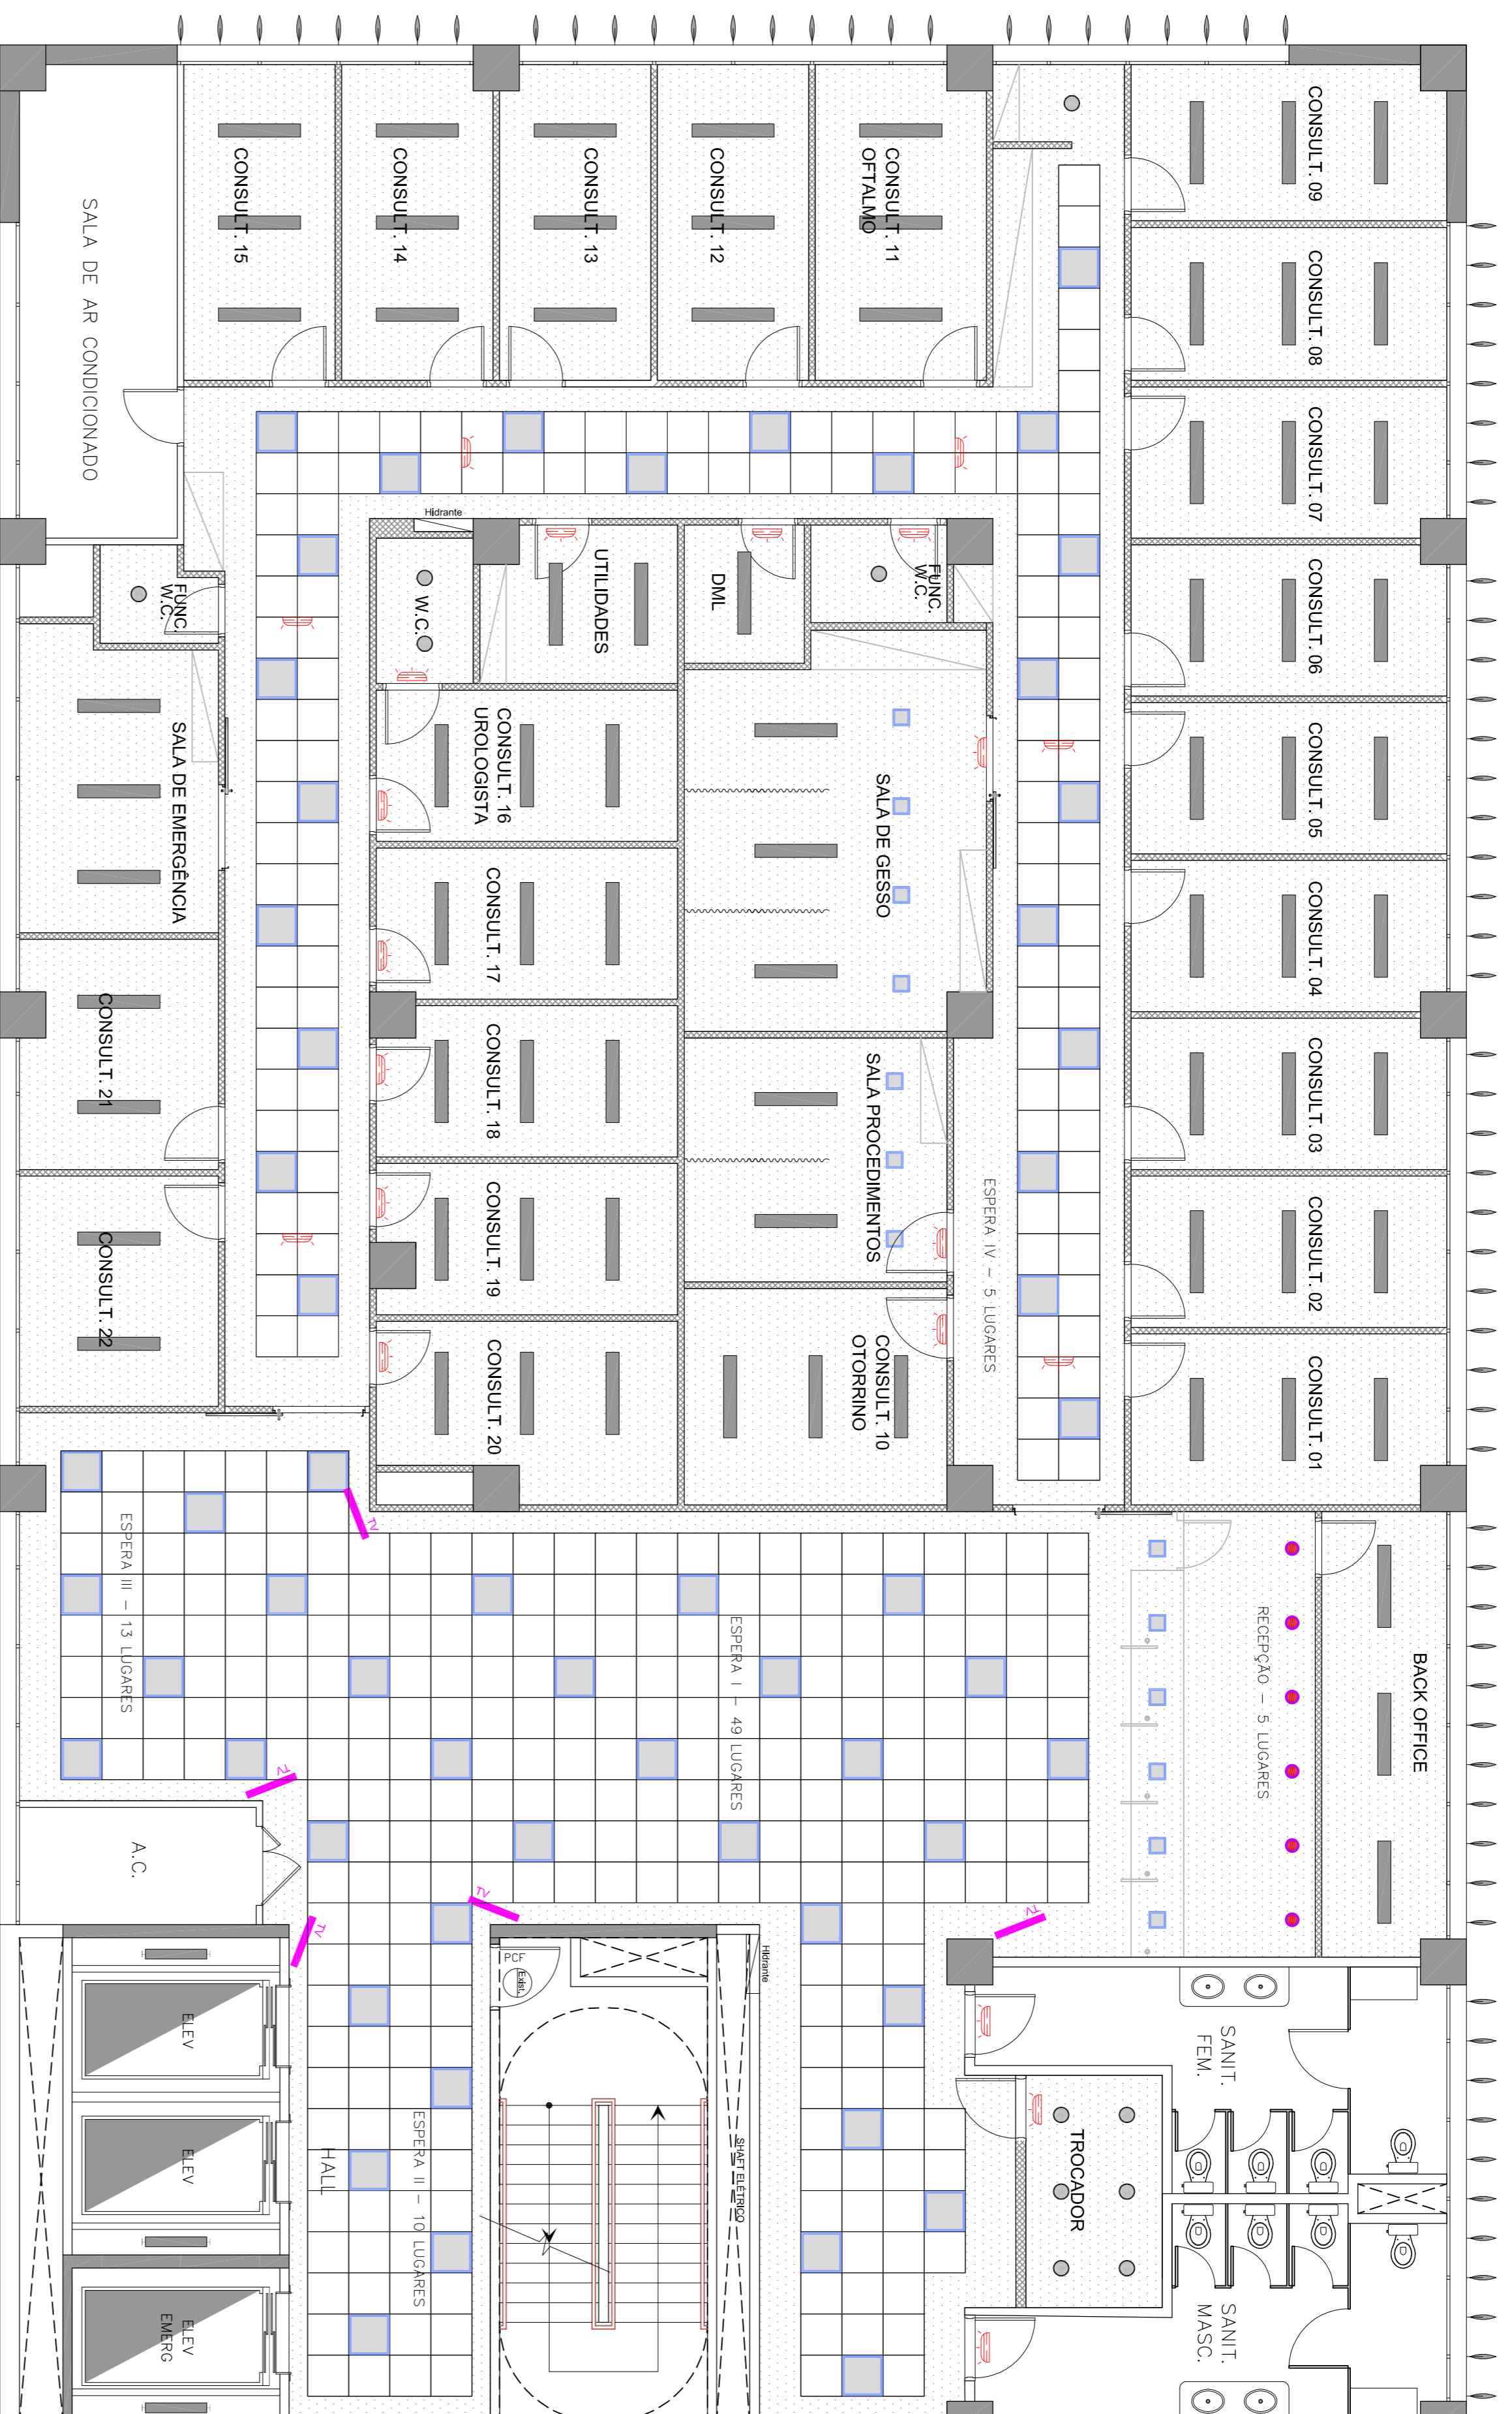 CONSULT. 09
CONSULT. 08
CONSULT. 07
CONSULT. 06
CONSULT. 05
CONSULT. 04
CONSULT. 03
CONSULT. 02
CONSULT. 01
BACK OFFICE
RECEPÇÃO - 5 LUGARES
SANIT.
FEM.
SANIT.
MASC.
TROCADOR
CONSULT. 11
OFTALMO
CONSULT. 12
CONSULT. 13
CONSULT. 14
CONSULT. 15
SALA DE AR CONDICIONADO
FUNC.
W.C.
DML
UTILIDADES
Hidrante
W.C.
FUNC.
W.C.
SALA DE GESSO
SALA PROCEDIMENTOS
ESPERA IV - 5 LUGARES
CONSULT. 10
OTORRINO
CONSULT. 16
UROLOGISTA
CONSULT. 17
CONSULT. 18
CONSULT. 19
CONSULT. 20
SALA DE EMERGÊNCIA
CONSULT. 21
CONSULT. 22
ESPERA I - 49 LUGARES
ESPERA III - 13 LUGARES
TV
TV
TV
TV
TV
A.C.
Hidrante
PCF
Exist.
SHAFT ELÉTRICO
ESPERA II - 10 LUGARES
HALL
ELEV
ELEV
ELEV
EMERG